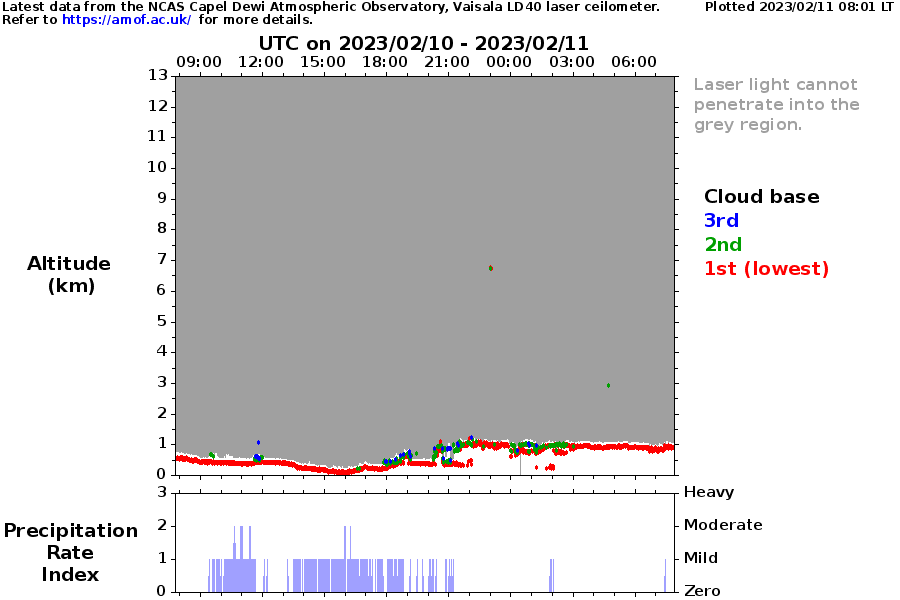 Latest data from the NCAS Capel Dewi Atmospheric Observatory, Vaisala LD40 laser ceilometer. Plotted 2023/02/11 08:01 LT
Refer to https://amof.ac.uk/ for more details.
UTC on 2023/02/10 - 2023/02/11
09:00 12:00 15:00 18:00 21:00 00:00 03:00 06:00
13
12
11
10
9
8
7
6
5
4
3
2
1
0
Altitude
(km)
Laser light cannot
penetrate into the
grey region.
Cloud base
3rd
2nd
1st (lowest)
3
2
1
0
Precipitation
Rate
Index
Heavy
Moderate
Mild
Zero